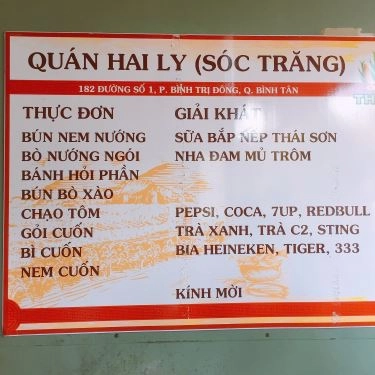 QUÁN HAI LY (SÓC TRĂNG)
182 ĐƯỜNG SỐ 1, P. BÌNH TRỊ ĐÔNG, Q. BÌNH TÂN
THỰC ĐƠN
BÚN NEM NƯỚNG
BÒ NƯỚNG NGÓI
BÁNH HỎI PHẦN
BÚN BÒ XÀO
CHẠO TÔM
GỎI CUỐN
BÌ CUỐN
NEM CUỐN
GIẢI KHÁT
SỮA BẮP NẾP THÁI SƠN
NHA ĐAM MỦ TRÔM
PEPSI, COCA, 7UP, REDBULL
TRÀ XANH, TRÀ C2, STING
BIA HEINEKEN, TIGER, 333
KÍNH MỜI
TH